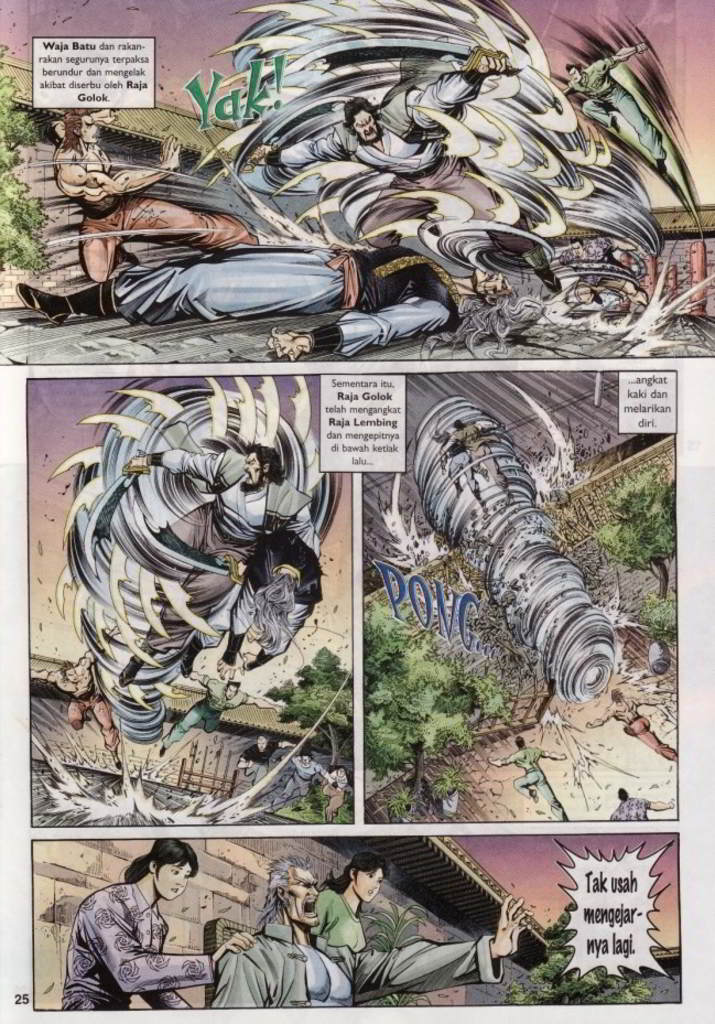 Waja Batu dan rakan-
rakan segurunya terpaksa
berundur dan mengelak
akibat diserbu oleh Raja
Golok.
Yak!
Sementara itu,
Raja Golok
telah mengangkat
Raja Lembing
dan mengepitnya
di bawah ketiak
lalu...
...angkat
kaki dan
melarikan
diri.
PONG...
Tak usah
mengejar-
nya lagi.
25